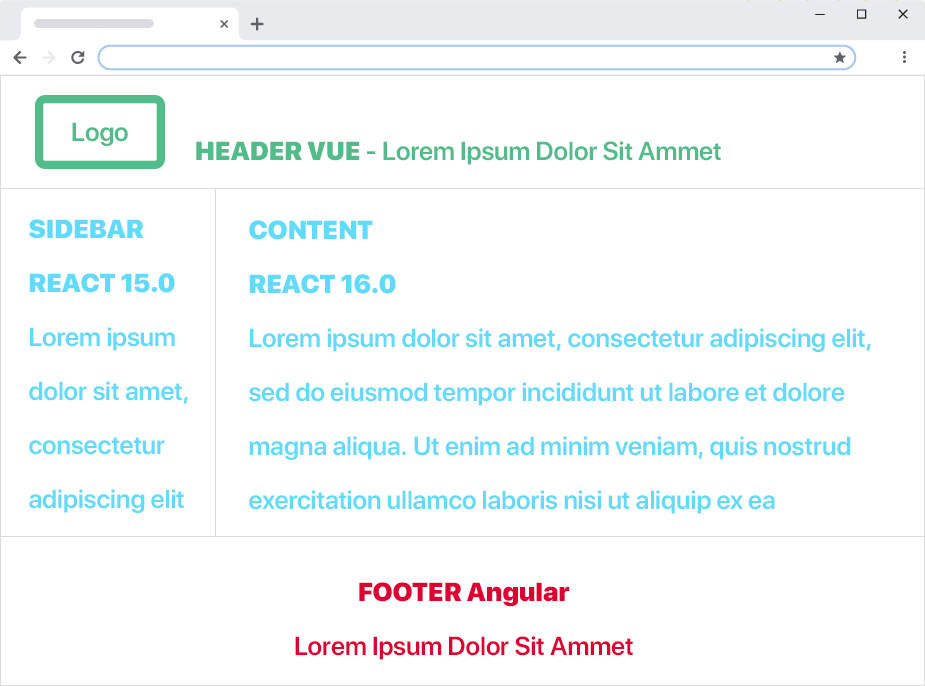 Logo
HEADER VUE - Lorem Ipsum Dolor Sit Ammet
SIDEBAR
REACT 15.0
Lorem ipsum
dolor sit amet,
consectetur
adipiscing elit
CONTENT
REACT 16.0
Lorem ipsum dolor sit amet, consectetur adipiscing elit,
sed do eiusmod tempor incididunt ut labore et dolore
magna aliqua. Ut enim ad minim veniam, quis nostrud
exercitation ullamco laboris nisi ut aliquip ex ea
FOOTER Angular
Lorem Ipsum Dolor Sit Ammet